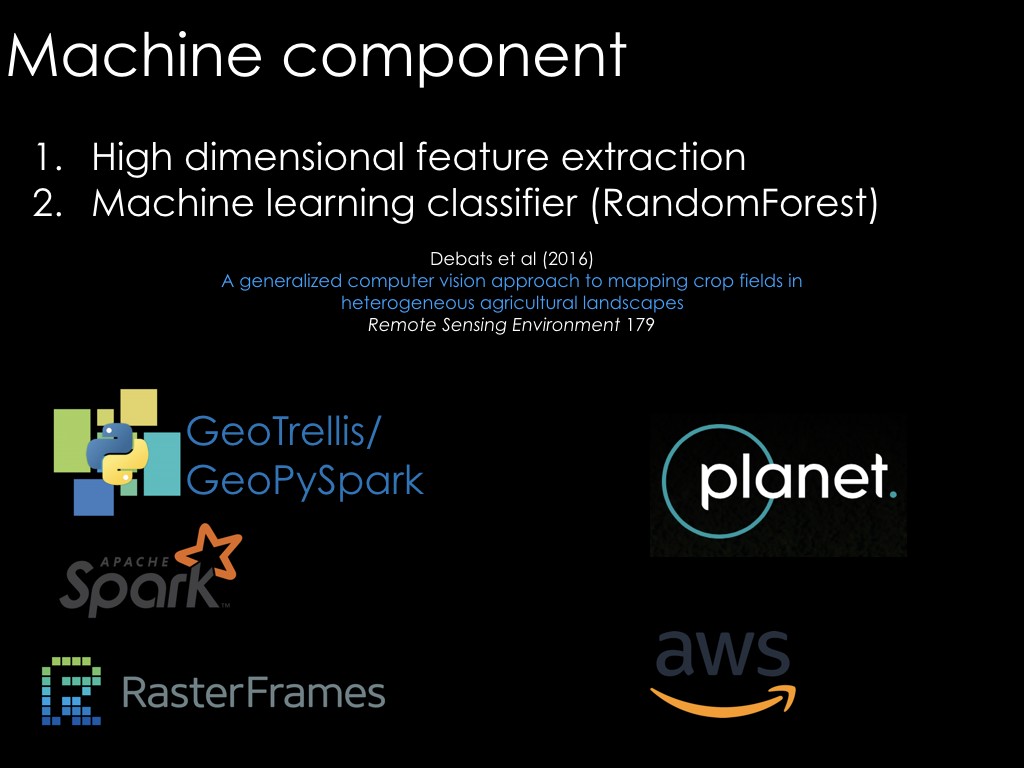 Machine component
1. High dimensional feature extraction
2. Machine learning classifier (RandomForest)
Debats et al (2016)
A generalized computer vision approach to mapping crop fields in
heterogeneous agricultural landscapes
Remote Sensing Environment 179
GeoTrellis/
GeoPySpark
planet.
APACHE
Spark™
aws
RasterFrames